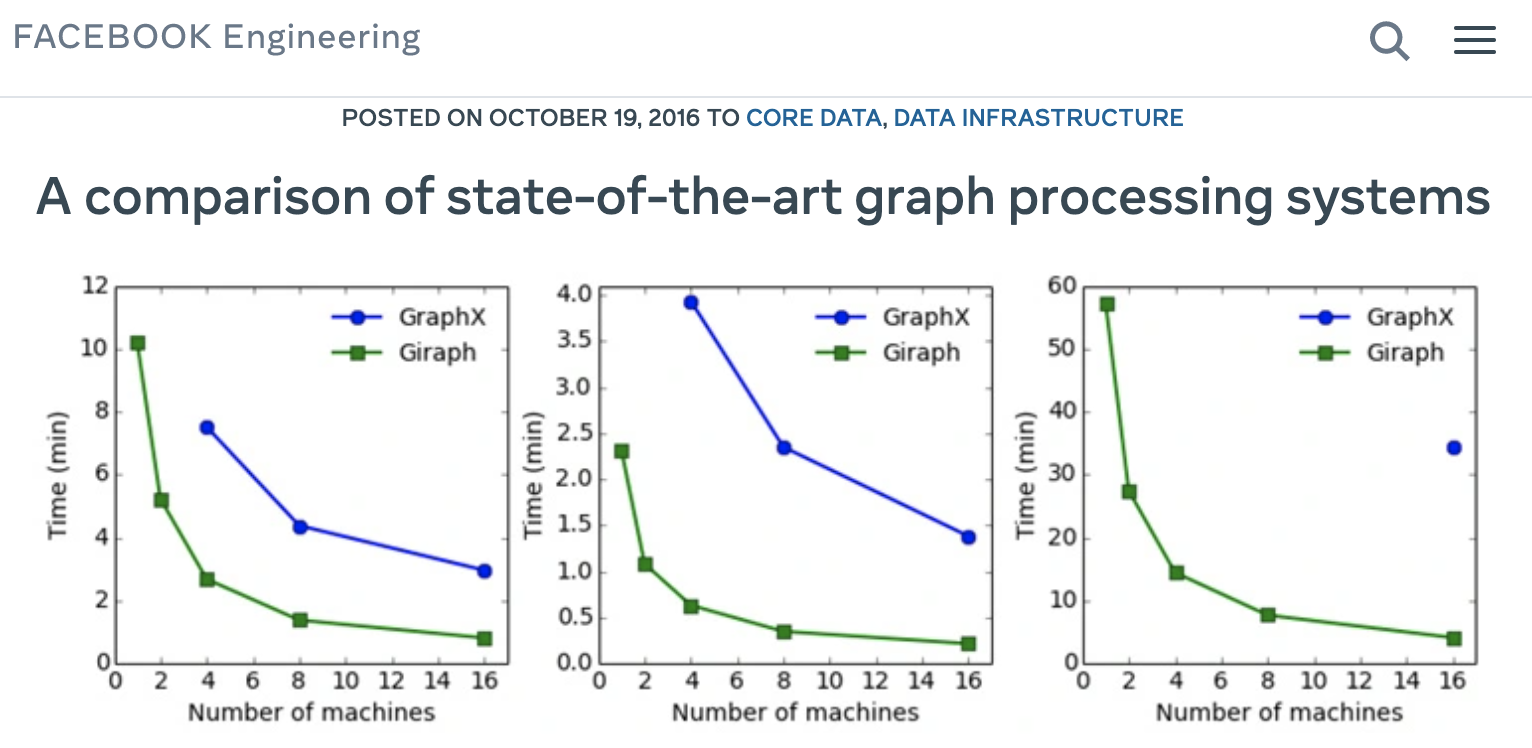 FACEBOOK Engineering
POSTED ON OCTOBER 19, 2016 TO CORE DATA, DATA INFRASTRUCTURE
A comparison of state-of-the-art graph processing systems
12
10
8
6
4
2
0
Time (min)
GraphX
Giraph
0 2 4 6 8 10 12 14 16
Number of machines
4.0
3.5
3.0
2.5
2.0
1.5
1.0
0.5
0.0
Time (min)
GraphX
Giraph
0 2 4 6 8 10 12 14 16
Number of machines
60
50
40
30
20
10
0
Time (min)
GraphX
Giraph
0 2 4 6 8 10 12 14 16
Number of machines